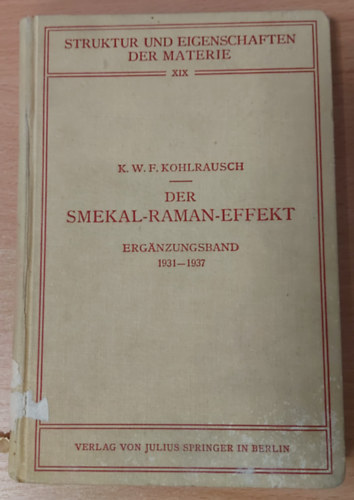 STRUKTUR UND EIGENSCHAFTEN
DER MATERIE
XIX
K. W. F. KOHLRAUSCH
DER
SMEKAL-RAMAN-EFFEKT
ERGÄNZUNGSBAND
1931—1937
VERLAG VON JULIUS SPRINGER IN BERLIN